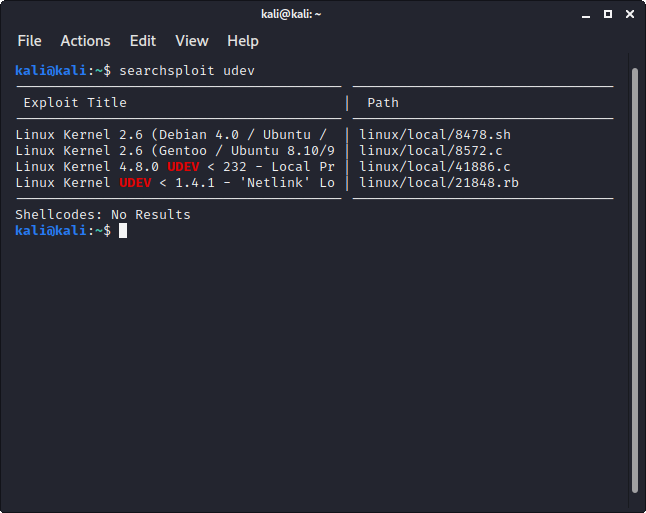 kali@kali: ~
File Actions Edit View Help
kali@kali:~$ searchsploit udev
Exploit Title | Path
Linux Kernel 2.6 (Debian 4.0 / Ubuntu / | linux/local/8478.sh
Linux Kernel 2.6 (Gentoo / Ubuntu 8.10/9 | linux/local/8572.c
Linux Kernel 4.8.0 UDEV < 232 - Local Pr | linux/local/41886.c
Linux Kernel UDEV < 1.4.1 - 'Netlink' Lo | linux/local/21848.rb
Shellcodes: No Results
kali@kali:~$